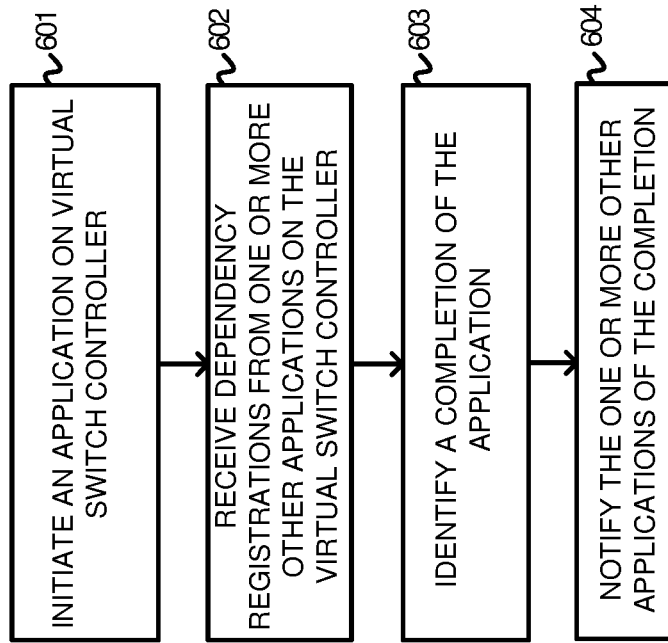 601
INITIATE AN APPLICATION ON VIRTUAL
SWITCH CONTROLLER
602
RECEIVE DEPENDENCY
REGISTRATIONS FROM ONE OR MORE
OTHER APPLICATIONS ON THE
VIRTUAL SWITCH CONTROLLER
603
IDENTIFY A COMPLETION OF THE
APPLICATION
604
NOTIFY THE ONE OR MORE OTHER
APPLICATIONS OF THE COMPLETION